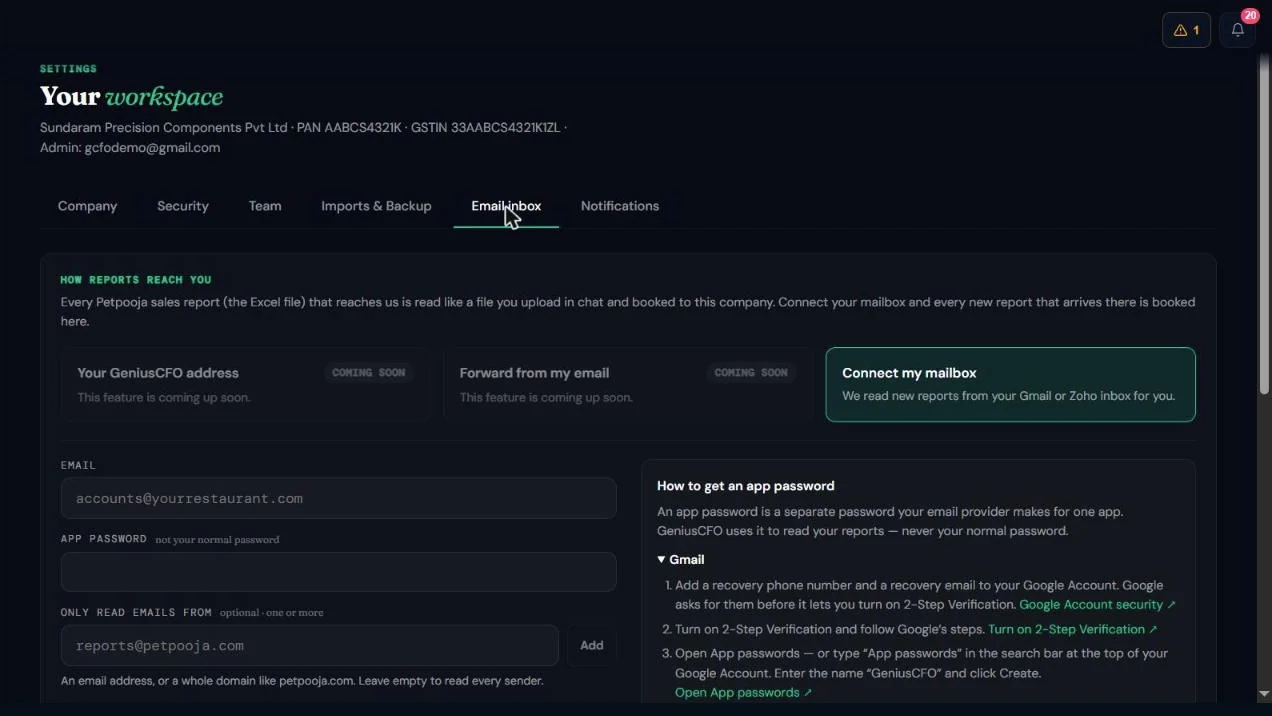 1
20
SETTINGS
Your workspace
Sundaram Precision Components Pvt Ltd · PAN AABCS4321K · GSTIN 33AABCS4321K1ZL ·
Admin: gcfodemo@gmail.com
Company Security Team Imports & Backup Email inbox Notifications
HOW REPORTS REACH YOU
Every Petpooja sales report (the Excel file) that reaches us is read like a file you upload in chat and booked to this company. Connect your mailbox and every new report that arrives there is booked
here.
Your GeniusCFO address COMING SOON
This feature is coming up soon.
Forward from my email COMING SOON
This feature is coming up soon.
Connect my mailbox
We read new reports from your Gmail or Zoho inbox for you.
EMAIL
accounts@yourrestaurant.com
APP PASSWORD not your normal password
ONLY READ EMAILS FROM optional · one or more
reports@petpooja.com Add
An email address, or a whole domain like petpooja.com. Leave empty to read every sender.
How to get an app password
An app password is a separate password your email provider makes for one app.
GeniusCFO uses it to read your reports — never your normal password.
▼ Gmail
1. Add a recovery phone number and a recovery email to your Google Account. Google
asks for them before it lets you turn on 2-Step Verification. Google Account security ↗
2. Turn on 2-Step Verification and follow Google's steps. Turn on 2-Step Verification ↗
3. Open App passwords — or type “App passwords” in the search bar at the top of your
Google Account. Enter the name “GeniusCFO” and click Create.
Open App passwords ↗